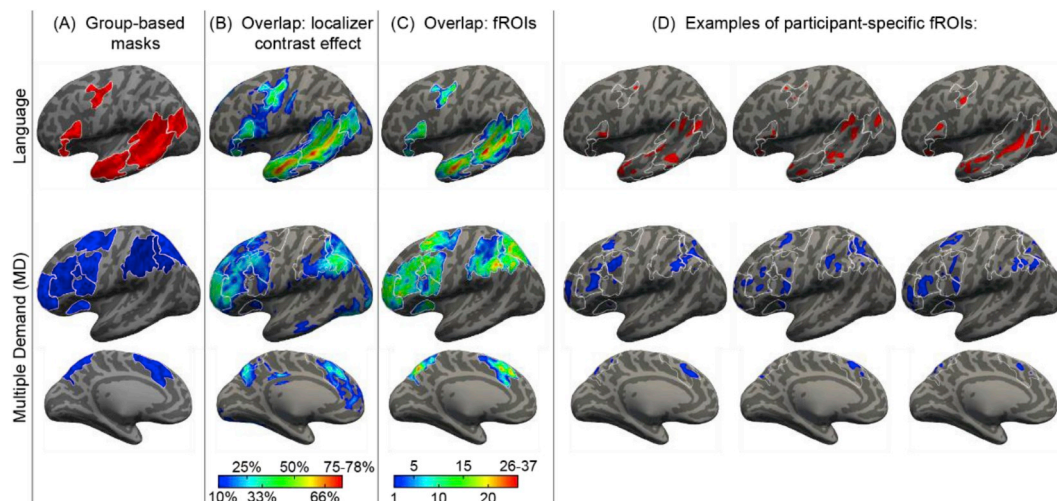 (A) Group-based masks
(B) Overlap: localizer contrast effect
(C) Overlap: fROIs
(D) Examples of participant-specific fROIs:
Language
Multiple Demand (MD)
25% 50% 75-78%
10% 33% 66%
5 15 26-37
1 10 20